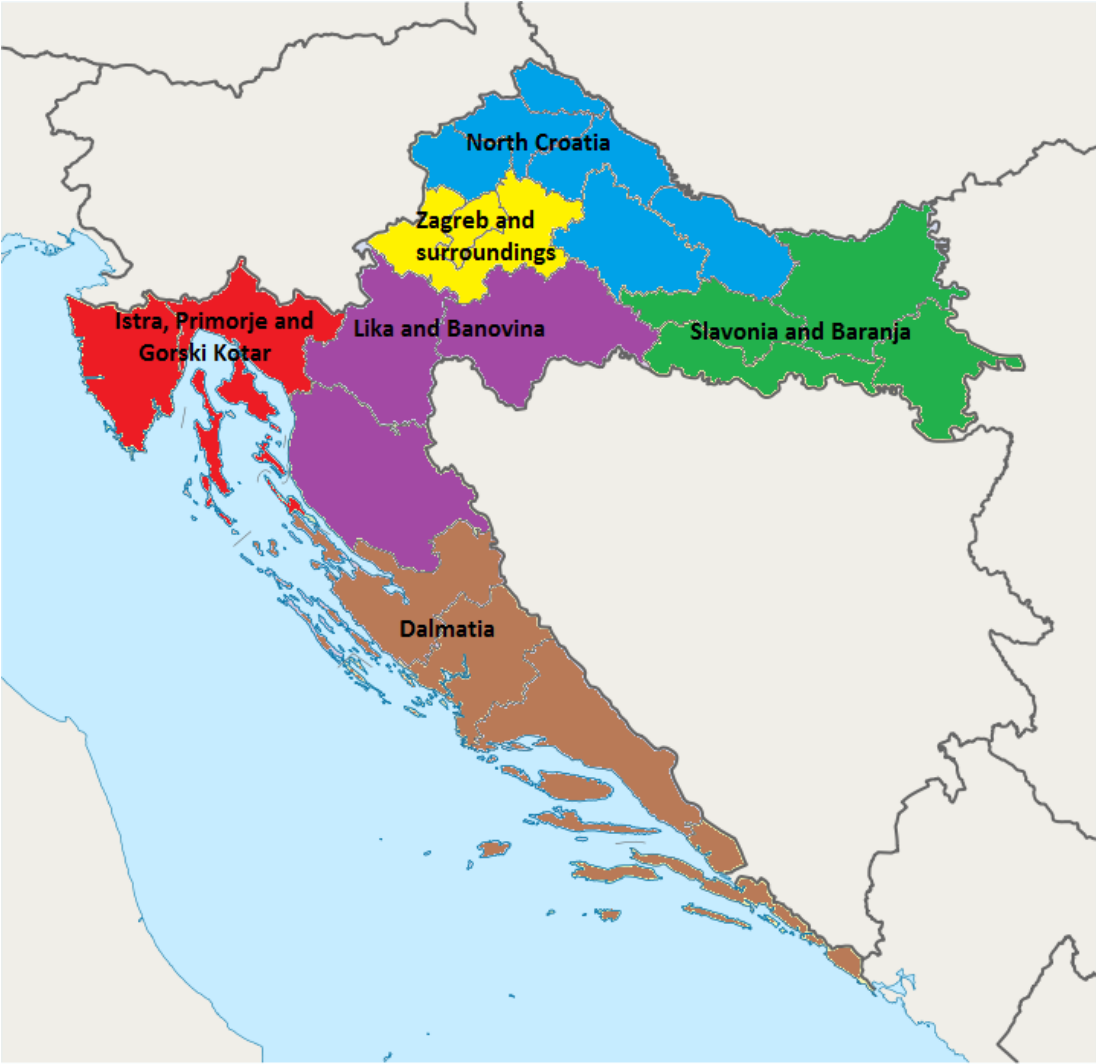 North Croatia
Zagreb and
surroundings
Istra, Primorje and
Gorski Kotar
Lika and Banovina
Slavonia and Baranja
Dalmatia